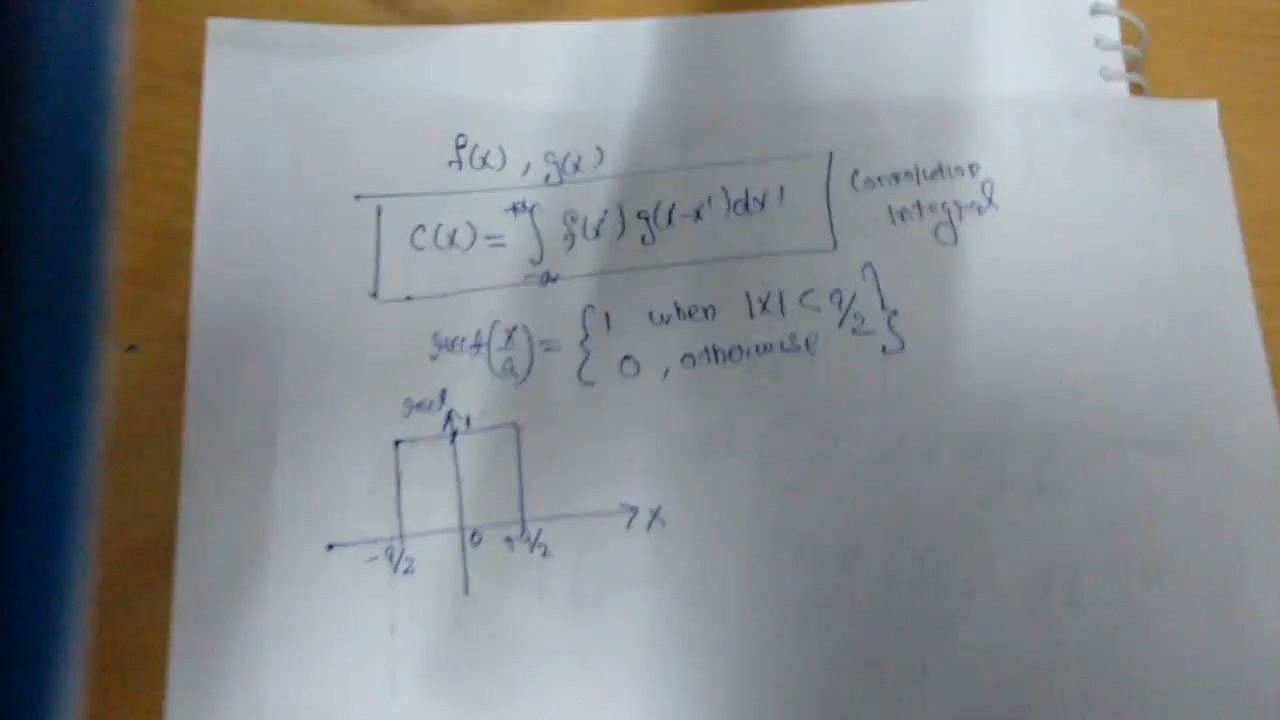 f(x), g(x)
C(x) = ∫_{-∞}^{+∞} f(x') g(x-x') dx'
Convolution
Integral
rect(x/a) = { 1 when |x| < a/2 }
0, otherwise
rect
1
-a/2 0 +a/2 x